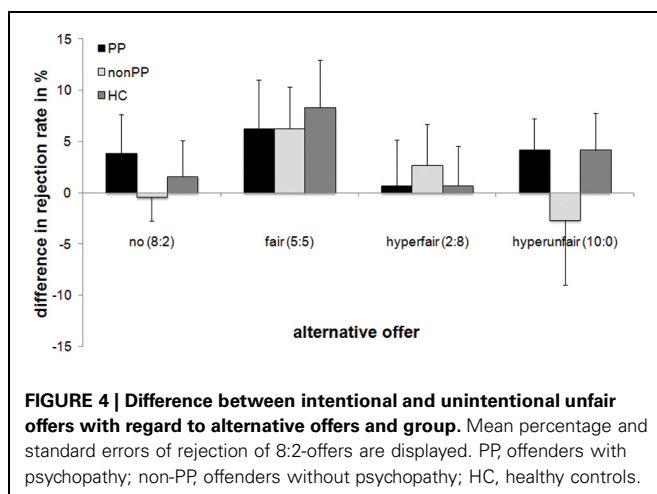 15
10
5
0
-5
-10
-15
difference in rejection rate in %
PP
nonPP
HC
no (8:2)
fair (5:5)
hyperfair (2:8)
hyperunfair (10:0)
alternative offer
FIGURE 4 | Difference between intentional and unintentional unfair
offers with regard to alternative offers and group. Mean percentage and
standard errors of rejection of 8:2-offers are displayed. PP, offenders with
psychopathy; non-PP, offenders without psychopathy; HC, healthy controls.